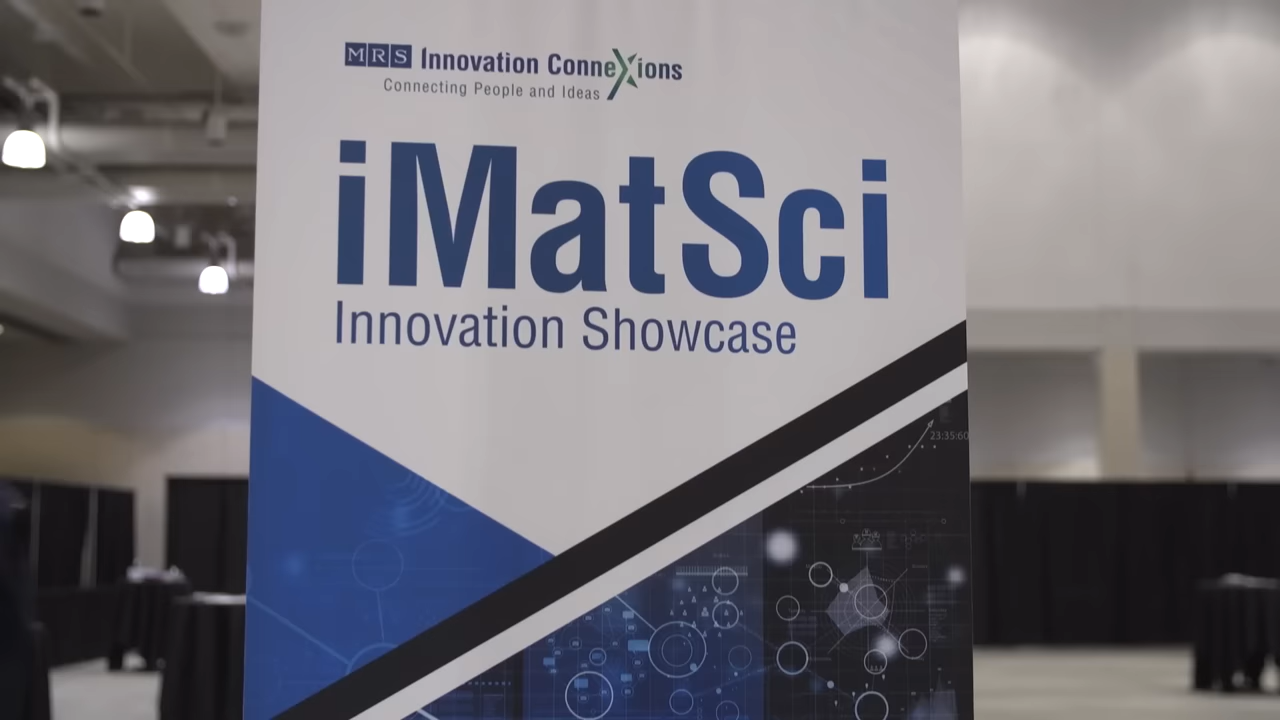 MRS Innovation ConneXions
Connecting People and Ideas
iMatSci
Innovation Showcase
23:35:60